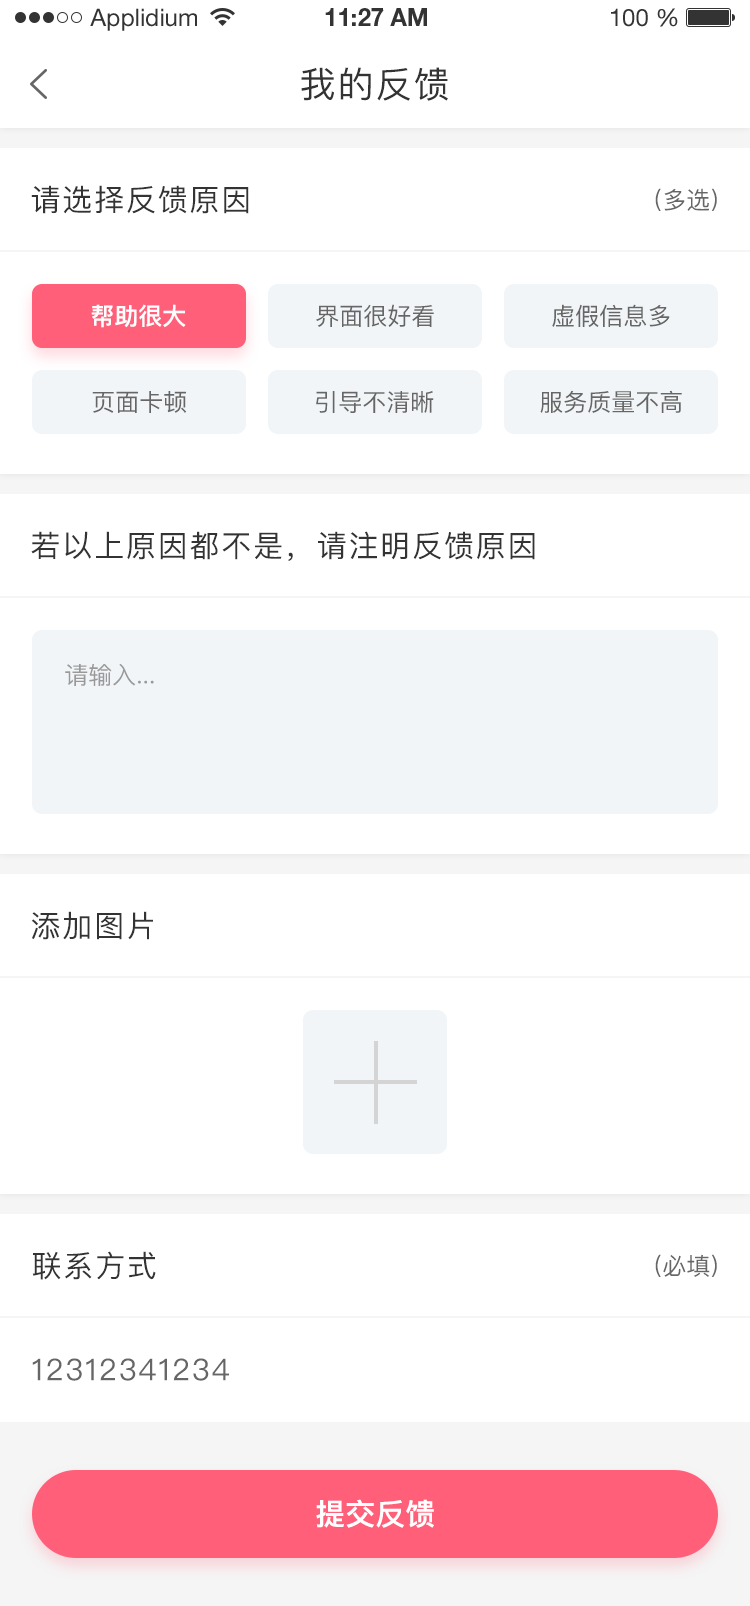 Applidium 11:27 AM 100 %
我的反馈
请选择反馈原因 (多选)
帮助很大 界面很好看 虚假信息多
页面卡顿 引导不清晰 服务质量不高
若以上原因都不是，请注明反馈原因
请输入...
添加图片
联系方式 (必填)
12312341234
提交反馈